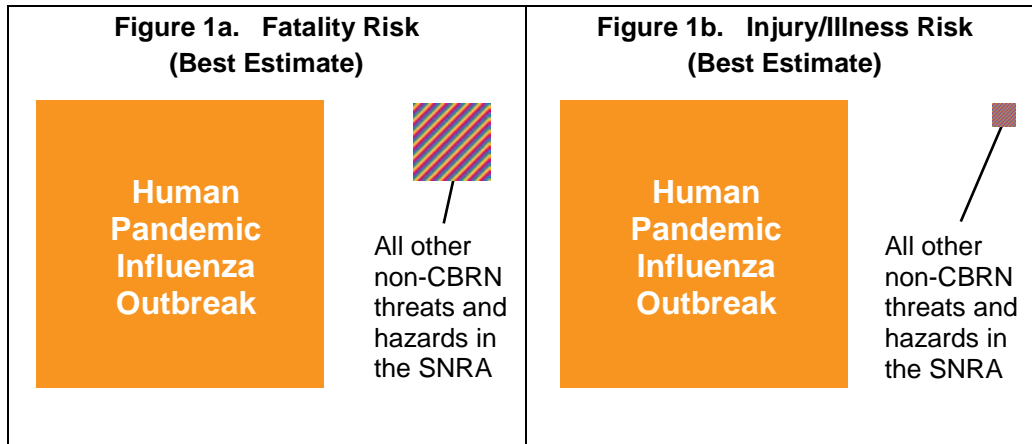 Figure 1a.   Fatality Risk
(Best Estimate)
Human
Pandemic
Influenza
Outbreak
All other
non-CBRN
threats and
hazards in
the SNRA
Figure 1b.   Injury/Illness Risk
(Best Estimate)
Human
Pandemic
Influenza
Outbreak
All other
non-CBRN
threats and
hazards in
the SNRA